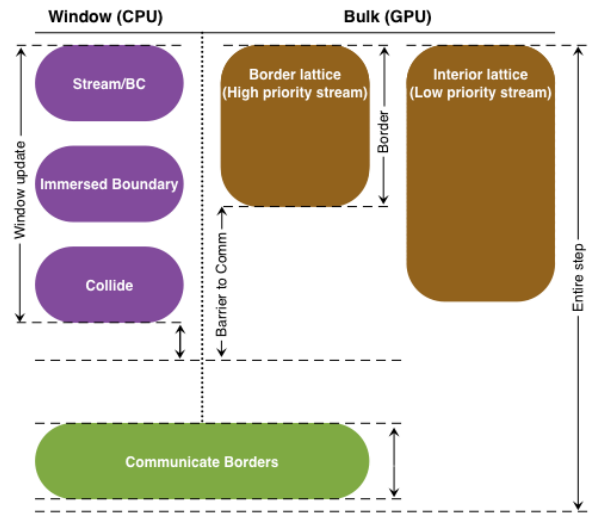 Window (CPU)
Bulk (GPU)
Stream/BC
Border lattice
(High priority stream)
Interior lattice
(Low priority stream)
Border
Window update
Immersed Boundary
Collide
Barrier to Comm
Entire step
Communicate Borders